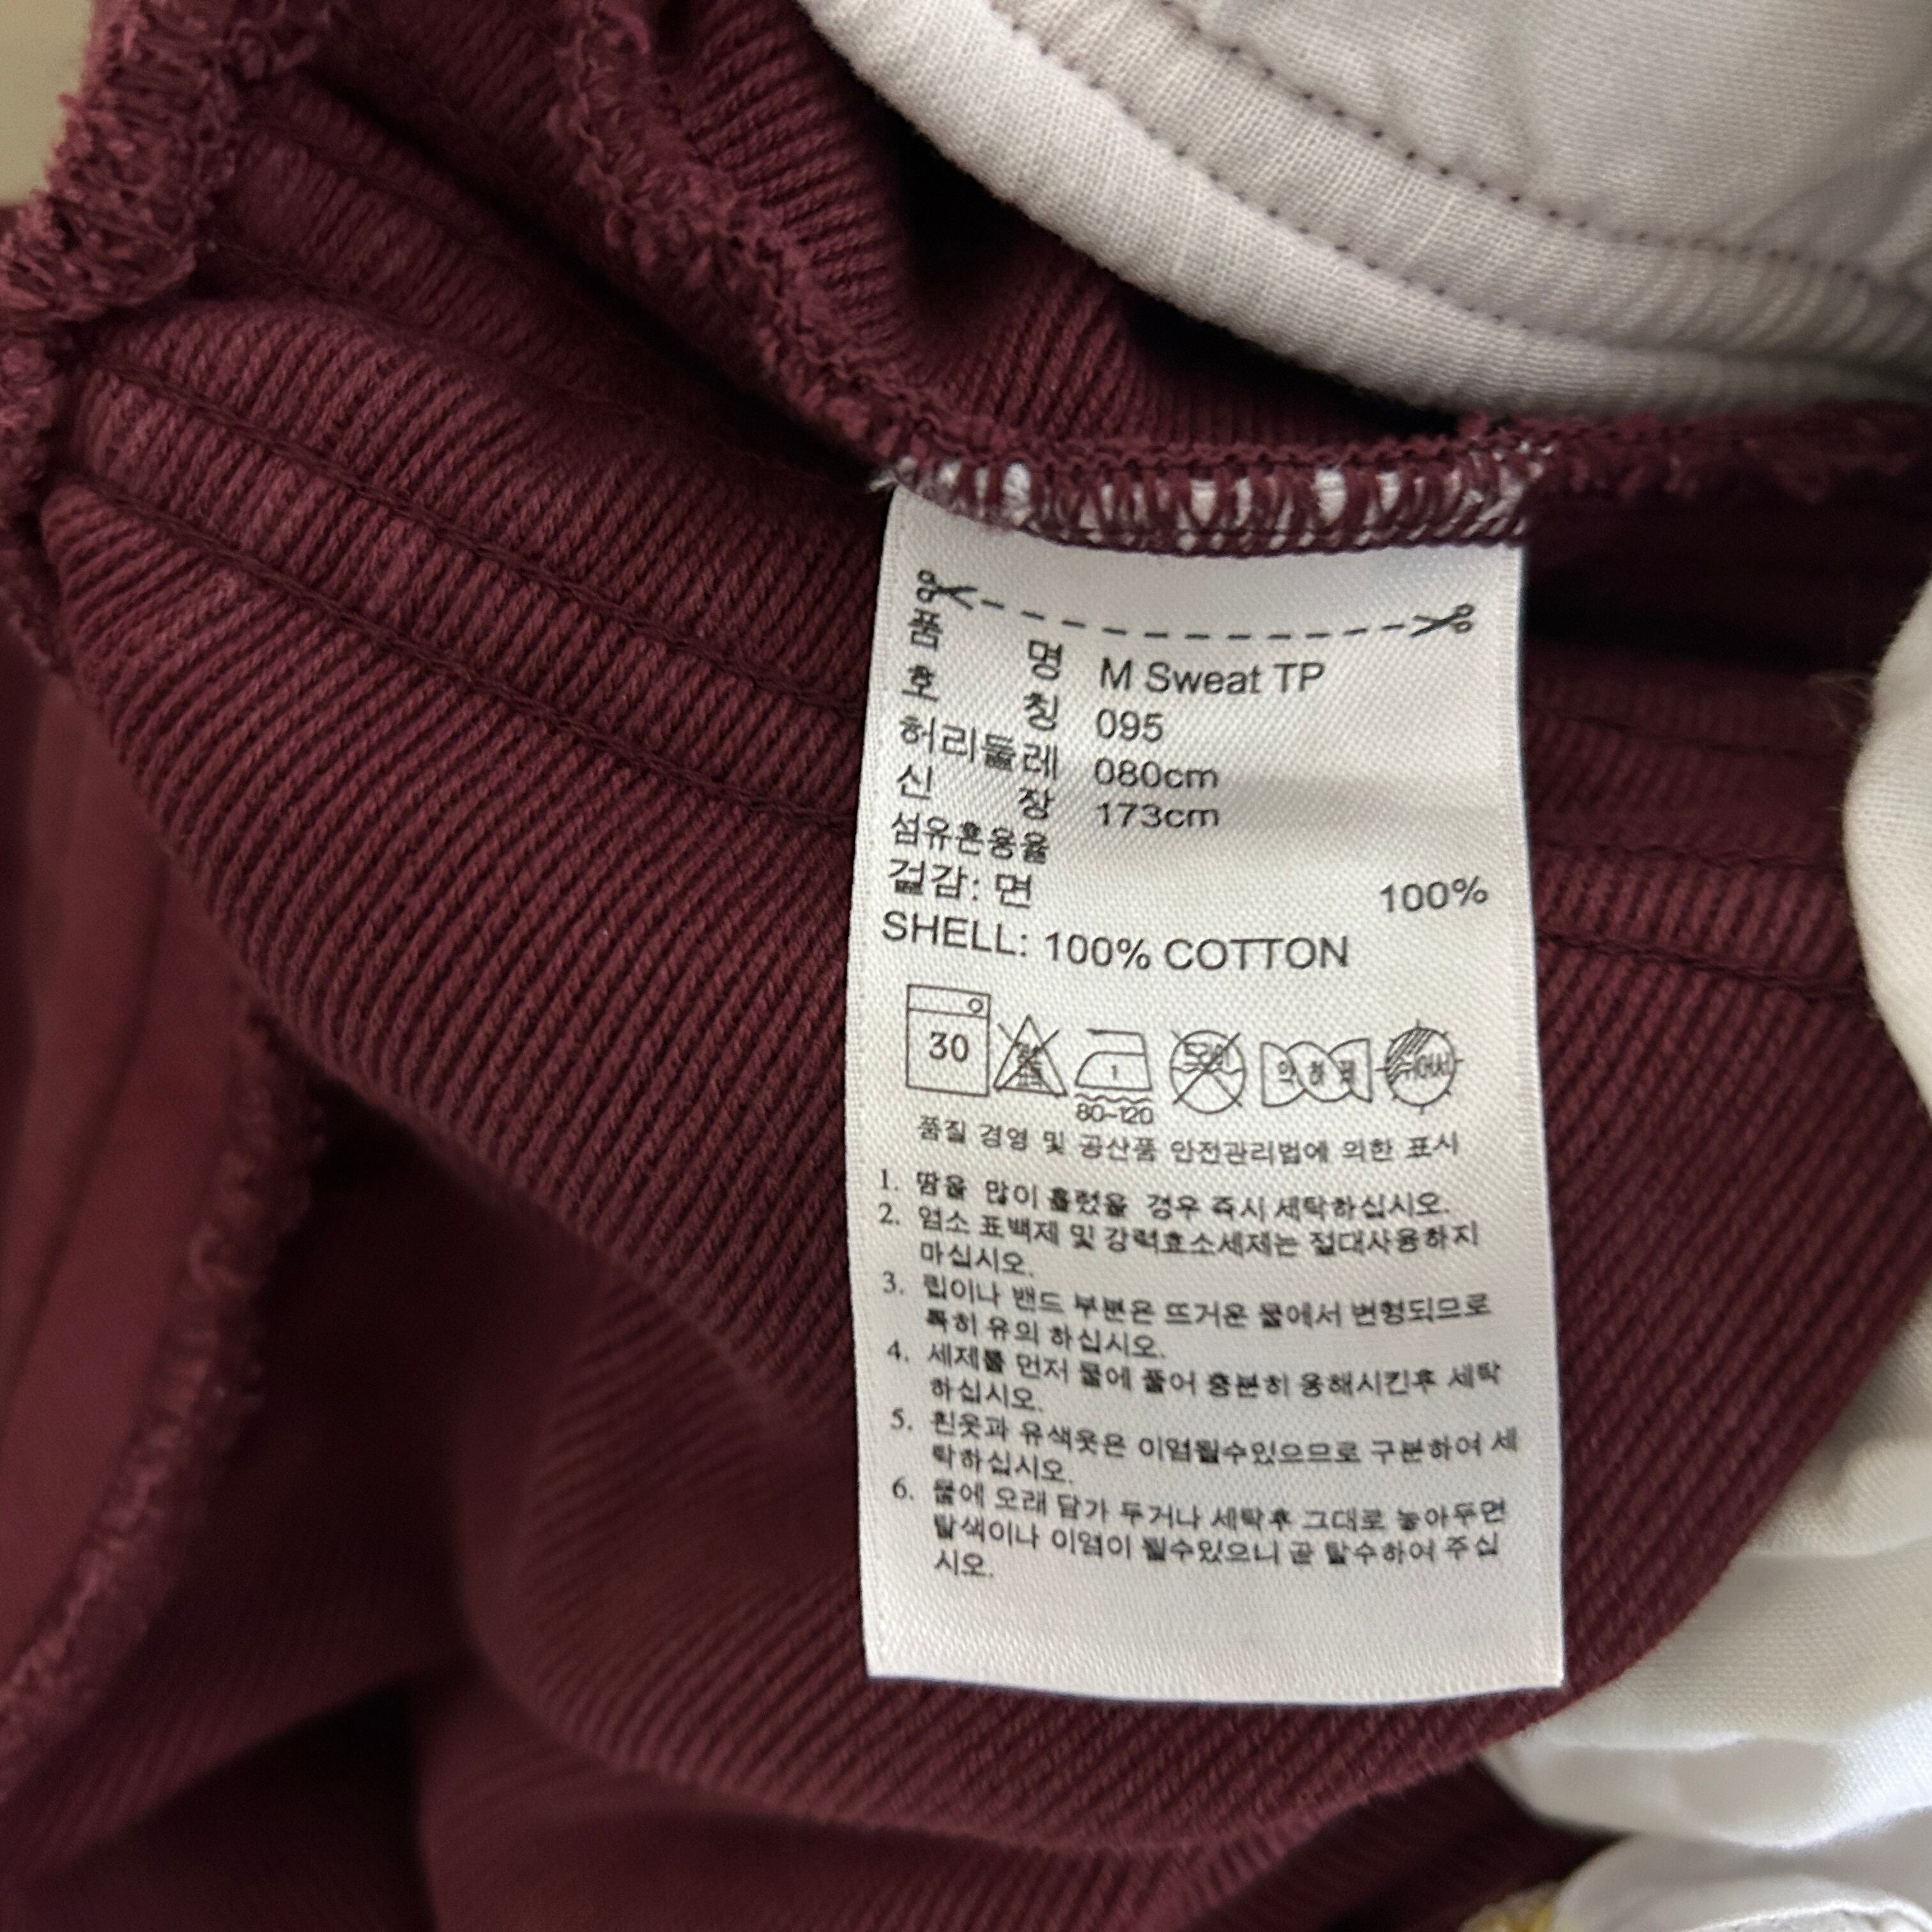 품 명 M Sweat TP
호 칭 095
허리둘레 080cm
신 장 173cm
섬유혼용율
겉감: 면 100%
SHELL: 100% COTTON
30
1
80~120
드라이
약하게
품질 경영 및 공산품 안전관리법에 의한 표시
1. 땀을 많이 흘렸을 경우 즉시 세탁하십시오.
2. 염소 표백제 및 강력효소세제는 절대사용하지
마십시오.
3. 립이나 밴드 부분은 뜨거운 물에서 변형되므로
특히 유의 하십시오.
4. 세제를 먼저 물에 풀어 충분히 용해시킨후 세탁
하십시오.
5. 흰옷과 유색옷은 이염될수있으므로 구분하여 세
탁하십시오.
6. 물에 오래 담가 두거나 세탁후 그대로 놓아두면
탈색이나 이염이 될수있으니 곧 탈수하여 주십
시오.